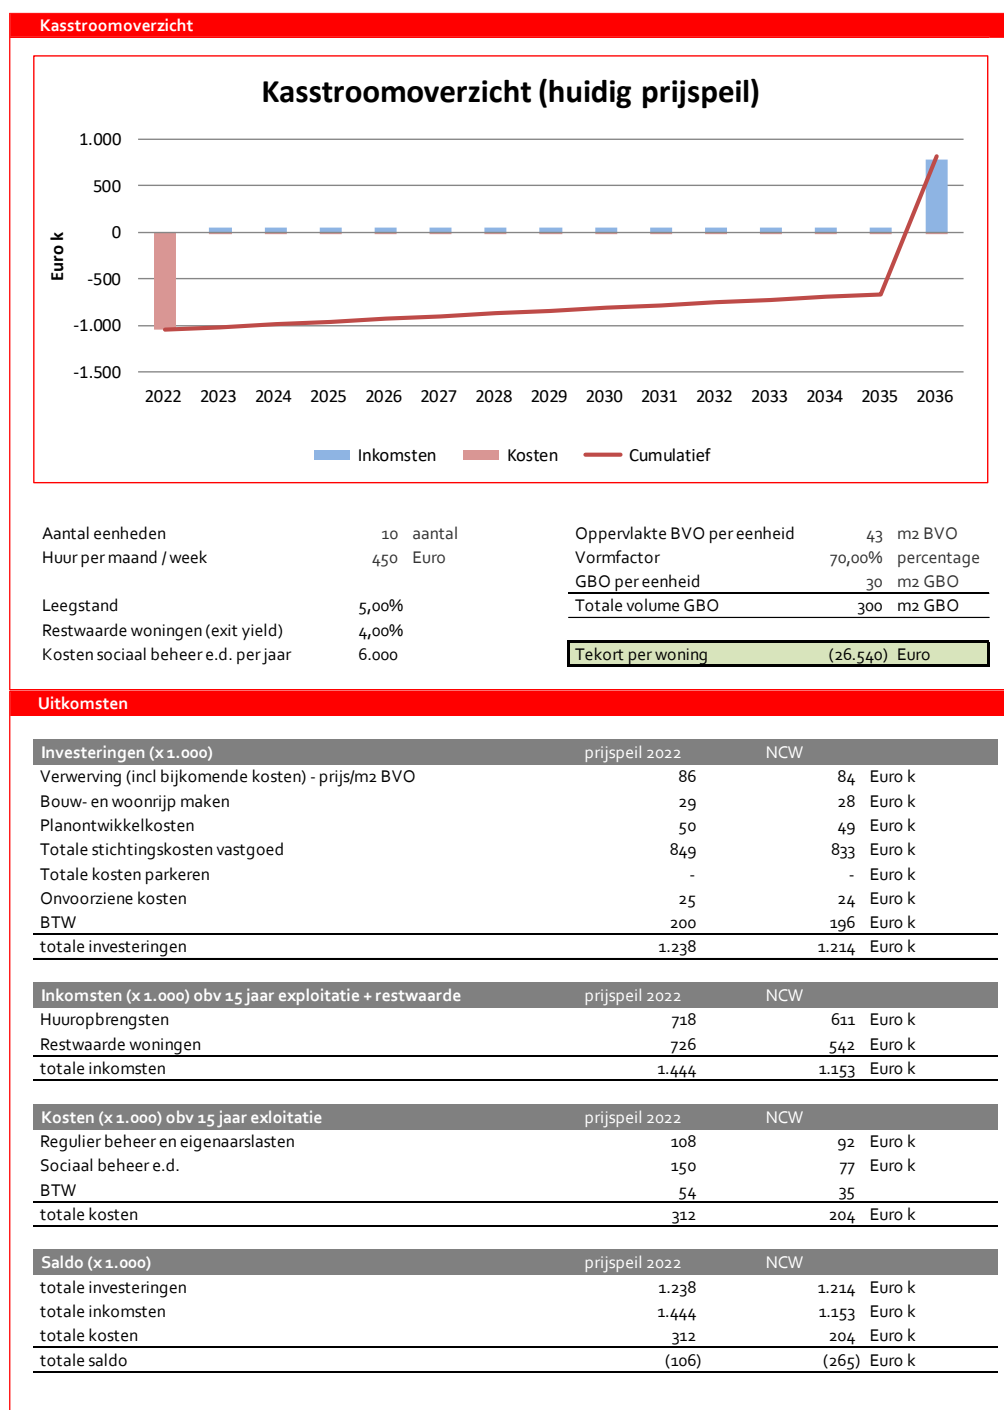 Kasstroomoverzicht
Kasstroomoverzicht (huidig prijspeil)
1.000
500
0
-500
-1.000
-1.500
Euro k
2022 2023 2024 2025 2026 2027 2028 2029 2030 2031 2032 2033 2034 2035 2036
Inkomsten Kosten Cumulatief
Aantal eenheden 10 aantal Oppervlakte BVO per eenheid 43 m2 BVO
Huur per maand / week 450 Euro Vormfactor 70,00% percentage
GBO per eenheid 30 m2 GBO
Leegstand 5,00% Totale volume GBO 300 m2 GBO
Restwaarde woningen (exit yield) 4,00%
Kosten sociaal beheer e.d. per jaar 6.000 Tekort per woning (26.540) Euro
Uitkomsten
Investeringen (x 1.000) prijspeil 2022 NCW
Verwerving (incl bijkomende kosten) - prijs/m2 BVO 86 84 Euro k
Bouw- en woonrijp maken 29 28 Euro k
Planontwikkelkosten 50 49 Euro k
Totale stichtingskosten vastgoed 849 833 Euro k
Totale kosten parkeren - - Euro k
Onvoorziene kosten 25 24 Euro k
BTW 200 196 Euro k
totale investeringen 1.238 1.214 Euro k
Inkomsten (x 1.000) obv 15 jaar exploitatie + restwaarde prijspeil 2022 NCW
Huuropbrengsten 718 611 Euro k
Restwaarde woningen 726 542 Euro k
totale inkomsten 1.444 1.153 Euro k
Kosten (x 1.000) obv 15 jaar exloitatie prijspeil 2022 NCW
Regulier beheer en eigenaarslasten 108 92 Euro k
Sociaal beheer e.d. 150 77 Euro k
BTW 54 35
totale kosten 312 204 Euro k
Saldo (x 1.000) prijspeil 2022 NCW
totale investeringen 1.238 1.214 Euro k
totale inkomsten 1.444 1.153 Euro k
totale kosten 312 204 Euro k
totale saldo (106) (265) Euro k